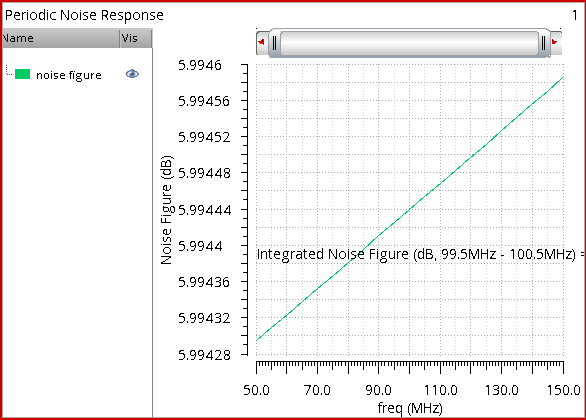 Periodic Noise Response 1
Name Vis
noise figure
5.9946
5.99456
5.99452
5.99448
5.99444
5.9944
5.99436
5.99432
5.99428
Noise Figure (dB)
Integrated Noise Figure (dB, 99.5MHz - 100.5MHz) =
50.0 70.0 90.0 110.0 130.0 150.0
freq (MHz)